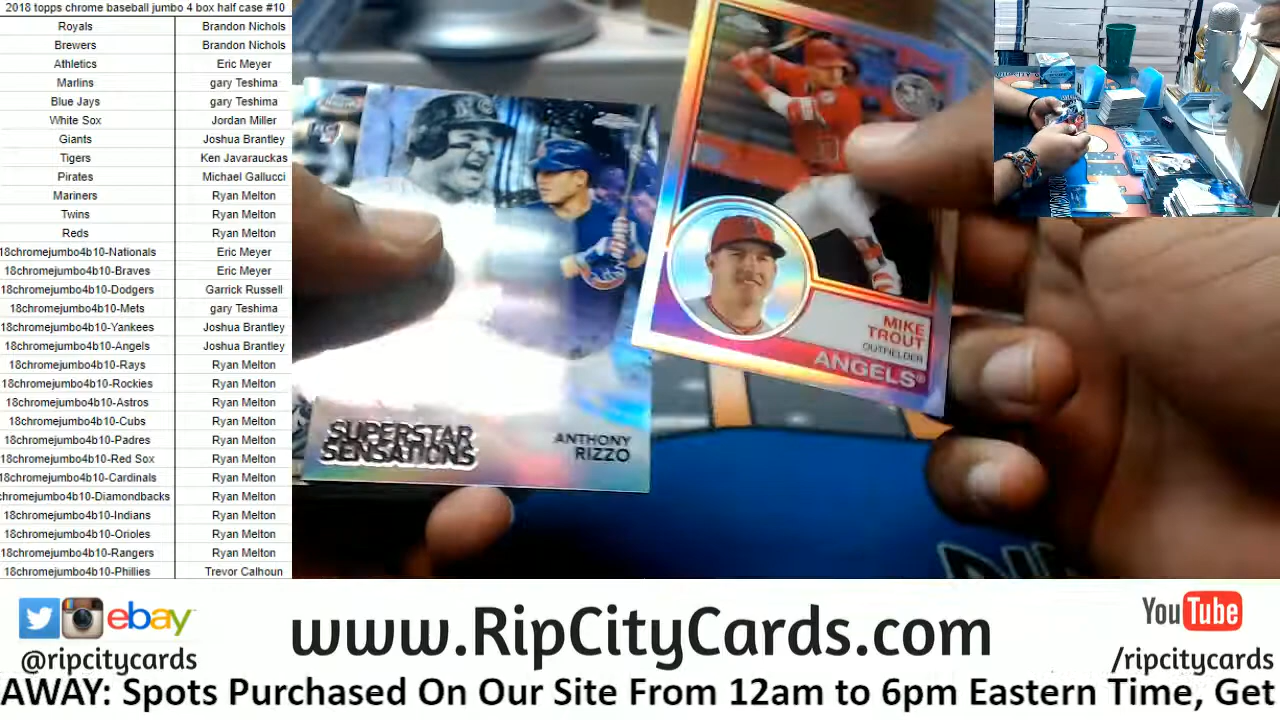 2018 topps chrome baseball jumbo 4 box half case #10
Royals Brandon Nichols
Brewers Brandon Nichols
Athletics Eric Meyer
Marlins gary Teshima
Blue Jays gary Teshima
White Sox Jordan Miller
Giants Joshua Brantley
Tigers Ken Javarauckas
Pirates Michael Gallucci
Mariners Ryan Melton
Twins Ryan Melton
Reds Ryan Melton
18chromejumbo4b10-Nationals Eric Meyer
18chromejumbo4b10-Braves Eric Meyer
18chromejumbo4b10-Dodgers Garrick Russell
18chromejumbo4b10-Mets gary Teshima
18chromejumbo4b10-Yankees Joshua Brantley
18chromejumbo4b10-Angels Joshua Brantley
18chromejumbo4b10-Rays Ryan Melton
18chromejumbo4b10-Rockies Ryan Melton
18chromejumbo4b10-Astros Ryan Melton
18chromejumbo4b10-Cubs Ryan Melton
18chromejumbo4b10-Padres Ryan Melton
18chromejumbo4b10-Red Sox Ryan Melton
18chromejumbo4b10-Cardinals Ryan Melton
chromejumbo4b10-Diamondbacks Ryan Melton
18chromejumbo4b10-Indians Ryan Melton
18chromejumbo4b10-Orioles Ryan Melton
18chromejumbo4b10-Rangers Ryan Melton
18chromejumbo4b10-Phillies Trevor Calhoun
SUPERSTAR
SENSATIONS
ANTHONY
RIZZO
MIKE
TROUT
OUTFIELDER
ANGELS®
ebay
@ripcitycards
www.RipCityCards.com
YouTube
/ripcitycards
AWAY: Spots Purchased On Our Site From 12am to 6pm Eastern Time, Get